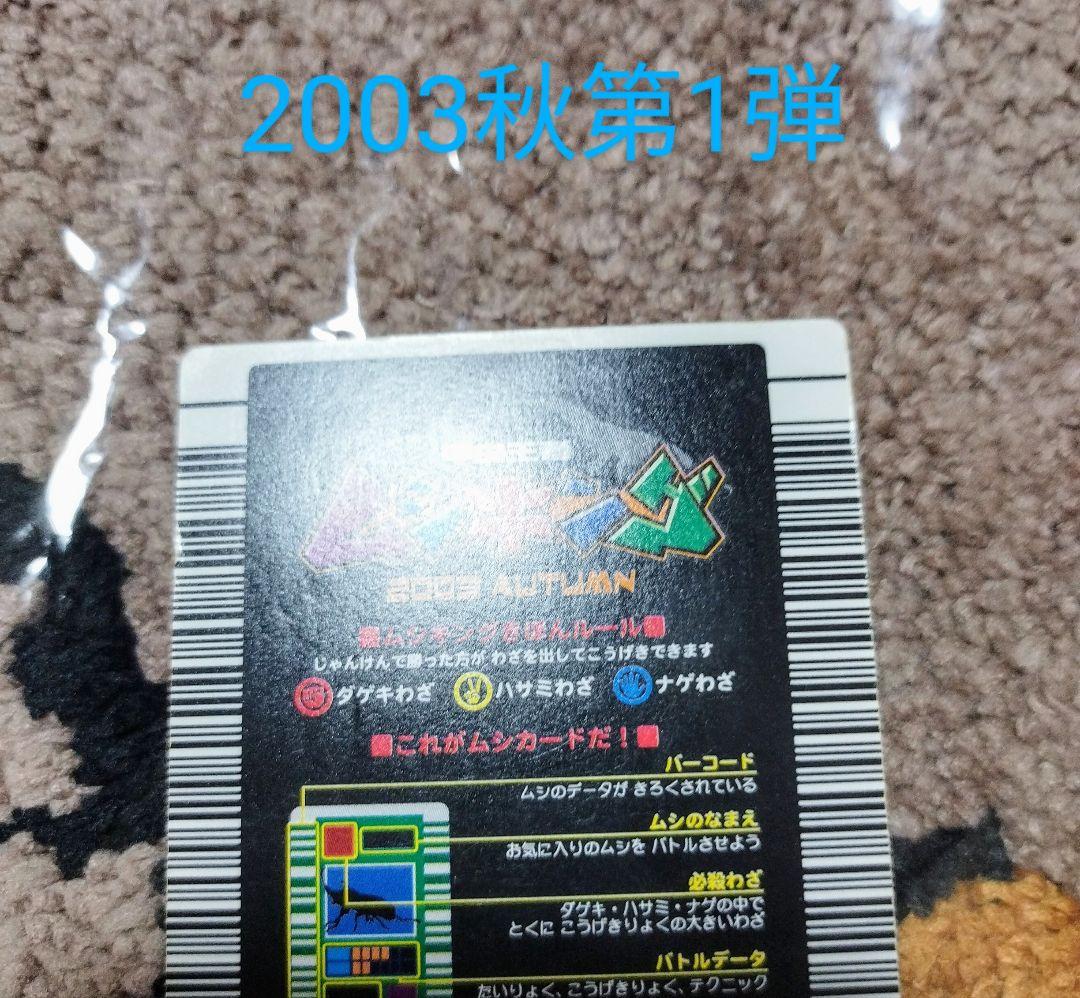 2003秋第1弾
2003 AUTUMN
■ムシキングきほんルール■
じゃんけんで勝った方が わざを出してこうげきできます
ダゲキわざ ハサミわざ ナゲわざ
■これがムシカードだ！■
バーコード
ムシのデータが きろくされている
ムシのなまえ
お気に入りのムシを バトルさせよう
必殺わざ
ダゲキ・ハサミ・ナゲの中で
とくに こうげきりょくの大きいわざ
バトルデータ
たいりょく、こうげきりょく、テクニック